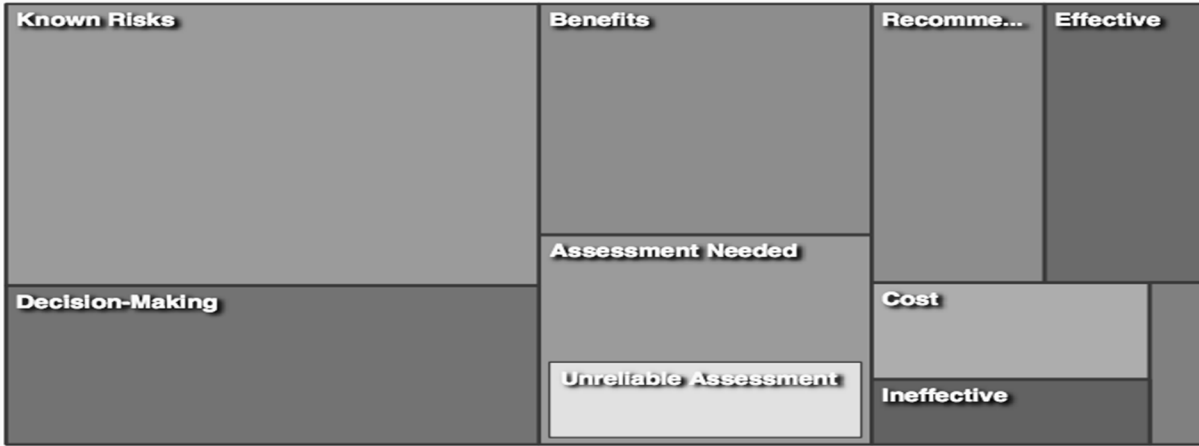 Known Risks
Benefits
Recomme...
Effective
Assessment Needed
Decision-Making
Cost
Unreliable Assessment
Ineffective